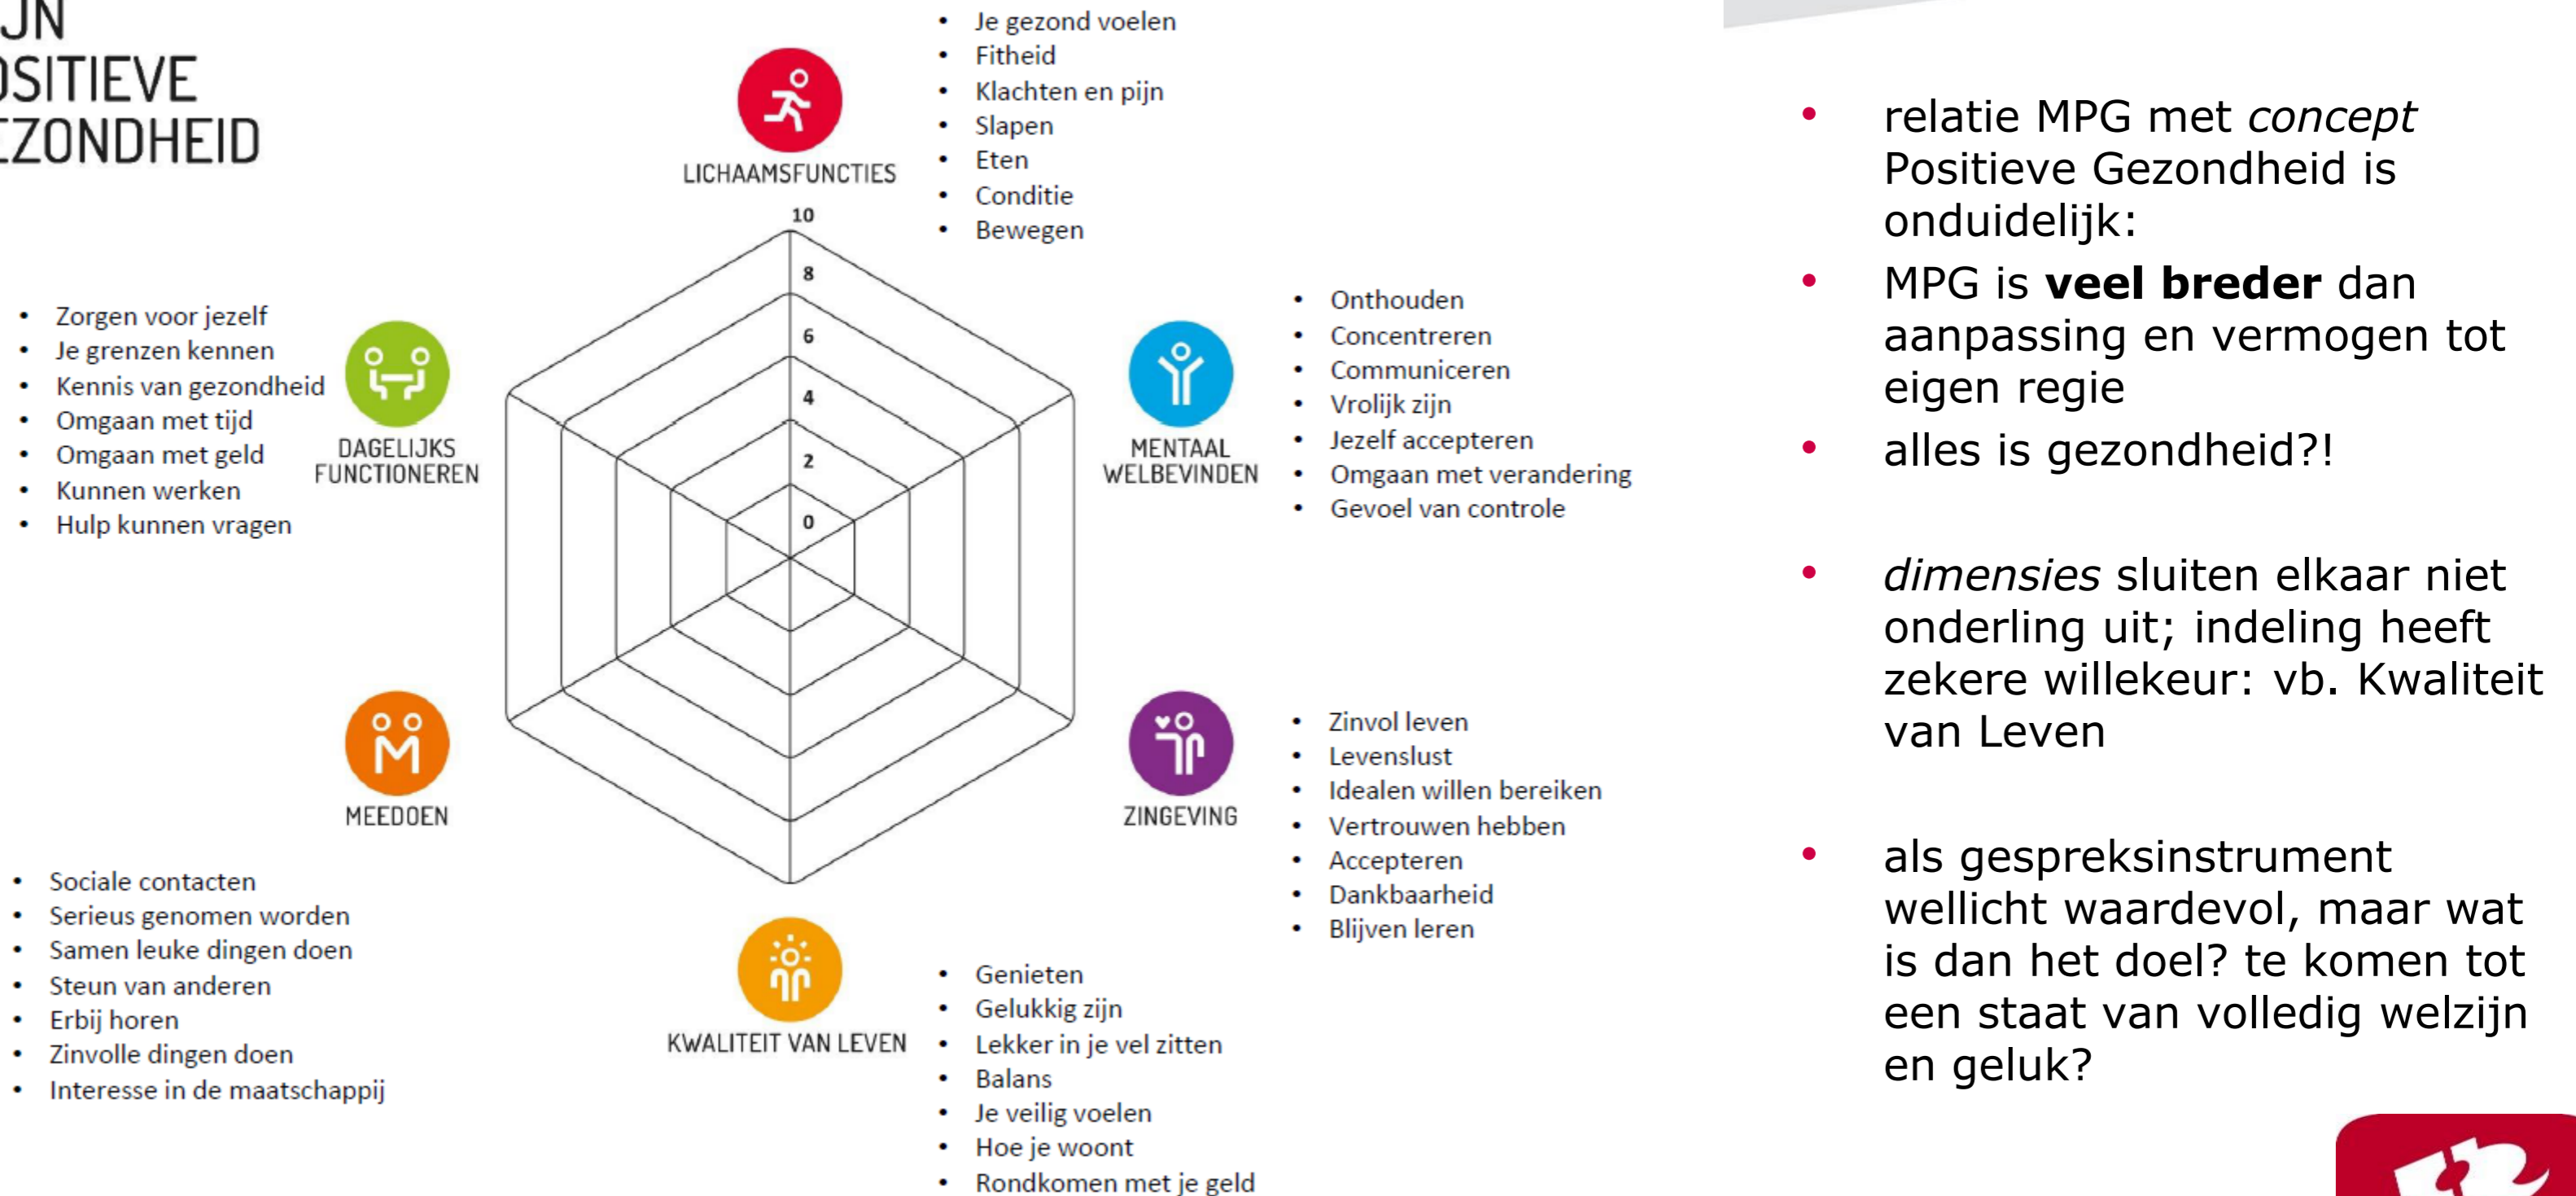 JN
OSITIEVE
EZONDHEID
• Je gezond voelen
• Fitheid
• Klachten en pijn
• Slapen
• Eten
• Conditie
• Bewegen
LICHAAMSFUNCTIES
10
8
6
4
2
0
• Zorgen voor jezelf
• Je grenzen kennen
• Kennis van gezondheid
• Omgaan met tijd
• Omgaan met geld
• Kunnen werken
• Hulp kunnen vragen
DAGELIJKS
FUNCTIONEREN
MENTAAL
WELBEVINDEN
• Onthouden
• Concentreren
• Communiceren
• Vrolijk zijn
• Jezelf accepteren
• Omgaan met verandering
• Gevoel van controle
MEEDOEN
• Sociale contacten
• Serieus genomen worden
• Samen leuke dingen doen
• Steun van anderen
• Erbij horen
• Zinvolle dingen doen
• Interesse in de maatschappij
ZINGEVING
• Zinvol leven
• Levenslust
• Idealen willen bereiken
• Vertrouwen hebben
• Accepteren
• Dankbaarheid
• Blijven leren
KWALITEIT VAN LEVEN
• Genieten
• Gelukkig zijn
• Lekker in je vel zitten
• Balans
• Je veilig voelen
• Hoe je woont
• Rondkomen met je geld
• relatie MPG met concept
Positieve Gezondheid is
onduidelijk:
• MPG is veel breder dan
aanpassing en vermogen tot
eigen regie
• alles is gezondheid?!
• dimensies sluiten elkaar niet
onderling uit; indeling heeft
zekere willekeur: vb. Kwaliteit
van Leven
• als gespreksinstrument
wellicht waardevol, maar wat
is dan het doel? te komen tot
een staat van volledig welzijn
en geluk?